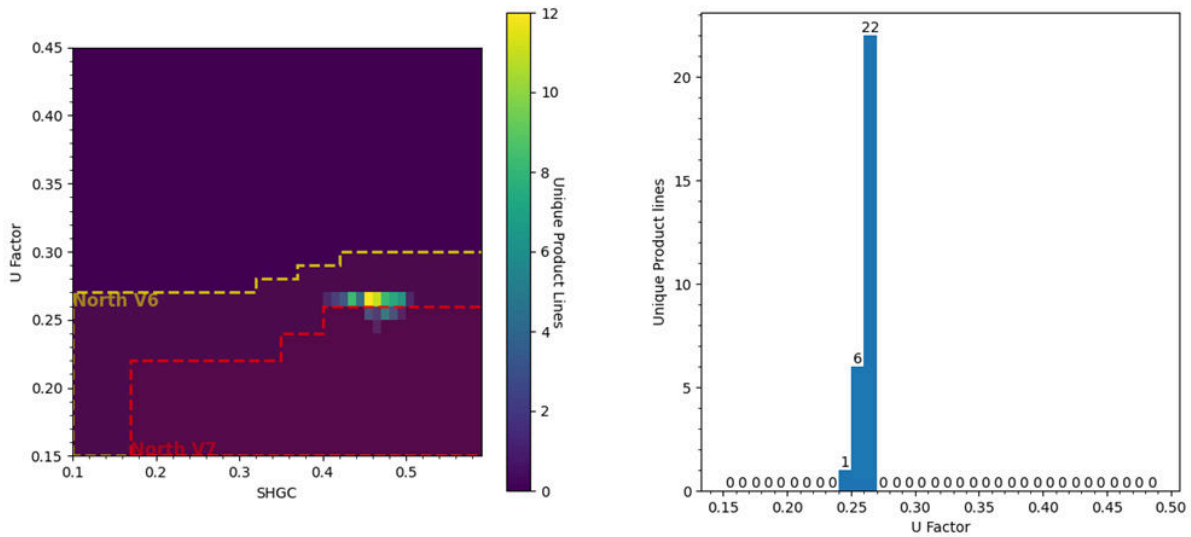 12
10
8
6
4
2
0
Unique Product Lines
0.45
0.40
0.35
0.30
0.25
0.20
0.15
U Factor
North V6
North V7
0.1 0.2 0.3 0.4 0.5
SHGC
20
15
10
5
0
Unique Product lines
22
6
1
0 0 0 0 0 0 0 0 0
0 0 0 0 0 0 0 0 0 0 0 0 0 0 0 0 0 0 0 0 0 0
0.15 0.20 0.25 0.30 0.35 0.40 0.45 0.50
U Factor